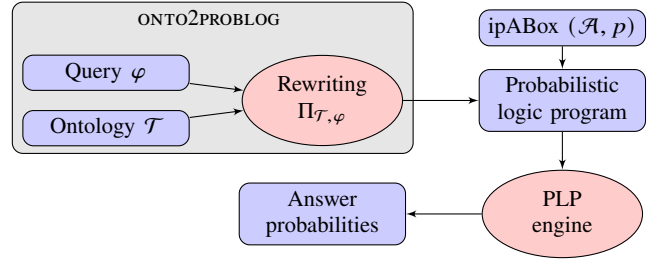 ONTO2PROBLOG
Query φ
Ontology 𝒯
Rewriting
Π𝒯,φ
ipABox (𝒜, p)
Probabilistic
logic program
Answer
probabilities
PLP
engine